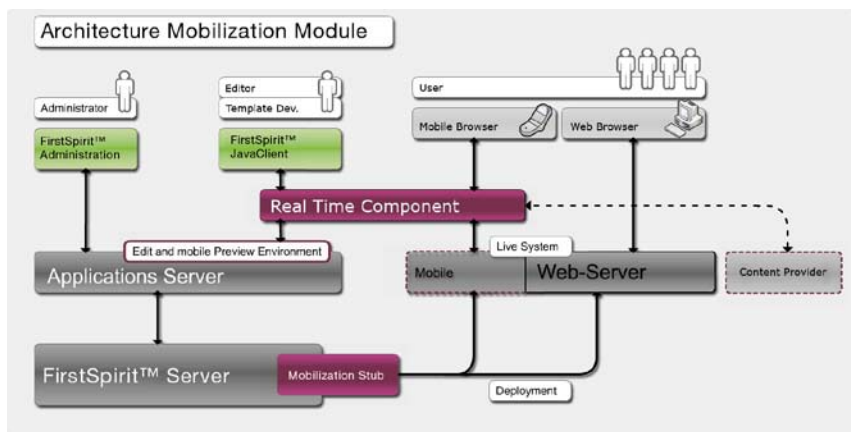 Architecture Mobilization Module
Administrator
FirstSpirit™
Administration
Editor
Template Dev.
FirstSpirit™
JavaClient
User
Mobile Browser
Web Browser
Real Time Component
Edit and mobile Preview Environment
Applications Server
Live System
Mobile
Web-Server
Content Provider
FirstSpirit™ Server
Mobilization Stub
Deployment